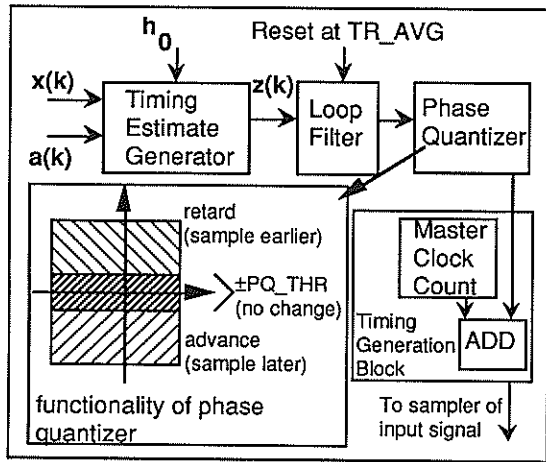 h0
Reset at TR_AVG
x(k)
a(k)
Timing
Estimate
Generator
z(k)
Loop
Filter
Phase
Quantizer
retard
(sample earlier)
±PQ_THR
(no change)
advance
(sample later)
functionality of phase
quantizer
Master
Clock
Count
ADD
Timing
Generation
Block
To sampler of
input signal